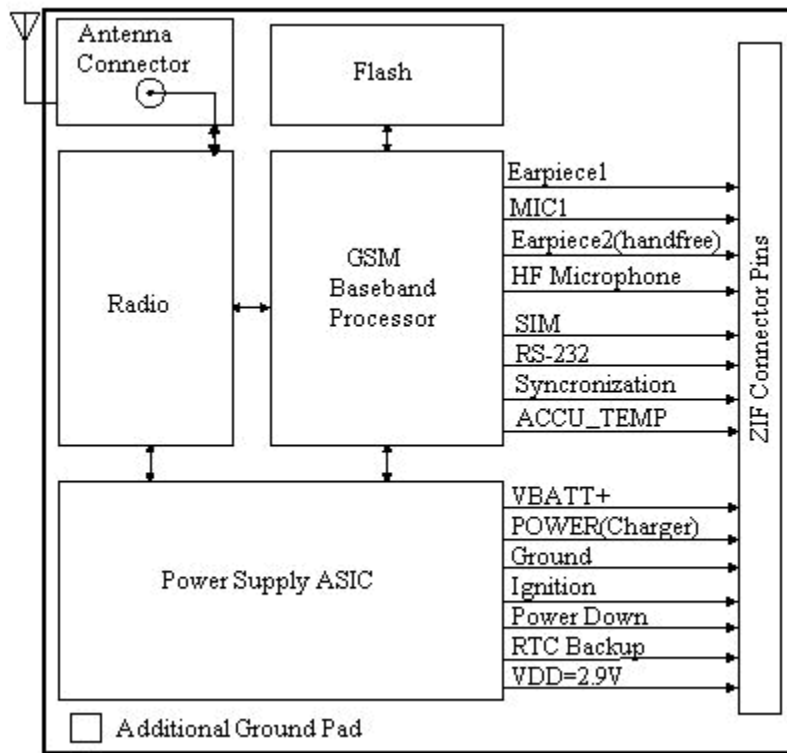 Antenna
Connector
Flash
Radio
GSM
Baseband
Processor
Earpiece1
MIC1
Earpiece2(handfree)
HF Microphone
SIM
RS-232
Syncronization
ACCU_TEMP
ZIF Connector Pins
Power Supply ASIC
VBATT+
POWER(Charger)
Ground
Ignition
Power Down
RTC Backup
VDD=2.9V
Additional Ground Pad